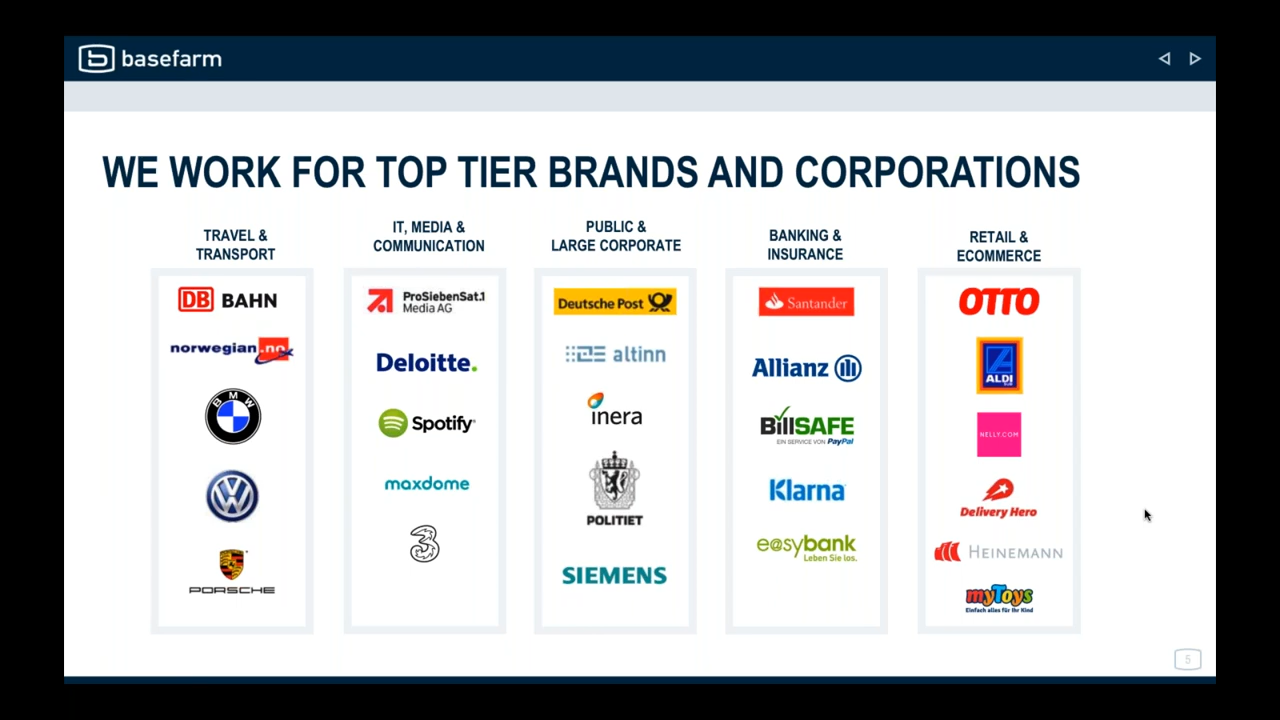 basefarm
WE WORK FOR TOP TIER BRANDS AND CORPORATIONS
TRAVEL &
TRANSPORT
DB BAHN
norwegian.no
BMW
VW
PORSCHE
IT, MEDIA &
COMMUNICATION
ProSiebenSat.1
Media AG
Deloitte.
Spotify
maxdome
3
PUBLIC &
LARGE CORPORATE
Deutsche Post
altinn
inera
POLITIET
SIEMENS
BANKING &
INSURANCE
Santander
Allianz
BillSAFE
EIN SERVICE VON PayPal
Klarna
e@sybank
Leben Sie los.
RETAIL &
ECOMMERCE
OTTO
ALDI
NELLY.COM
Delivery Hero
HEINEMANN
myToys
Einfach alles für Ihr Kind
5